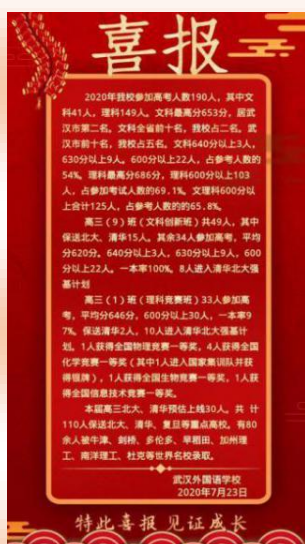 喜报
2020年我校参加高考人数190人，其中文
科41人，理科149人。文科最高分653分，居武
汉市第二名。文科全省前十名，我校占二名。武
汉市前十名，我校占五名。文科640分以上3人，
630分以上9人。600分以上22人，占参考人数的
54%。理科最高分686分，理科600分以上103
人，占参加考试人数的69.1%。文理科600分以
上合计125人，占参考人数的的65.8%。
高三（9）班（文科创新班）共49人，其中
保送北大、清华15人。其余34人参加高考，平均
分620分。640分以上3人，630分以上9人，600
分以上22人。一本率100%。8人进入清华北大强
基计划
高三（1）班（理科竞赛班）33人参加高
考，平均分646分，600分以上30人，一本率9
7%。保送清华2人，10人进入清华北大强基计
划。1人获得全国物理竞赛一等奖，4人获得全国
化学竞赛一等奖（其中1人进入国家集训队并获
得银牌），1人获得全国生物竞赛一等奖，1人获
得全国信息技术竞赛一等奖。
本届高三北大、清华预估上线30人。共 计
110人保送北大、清华、复旦等重点高校。有80
余人被牛津、剑桥、多伦多、早稻田、加州理
工、南洋理工、杜克等世界名校录取。
武汉外国语学校
2020年7月23日
特此喜报 见证成长